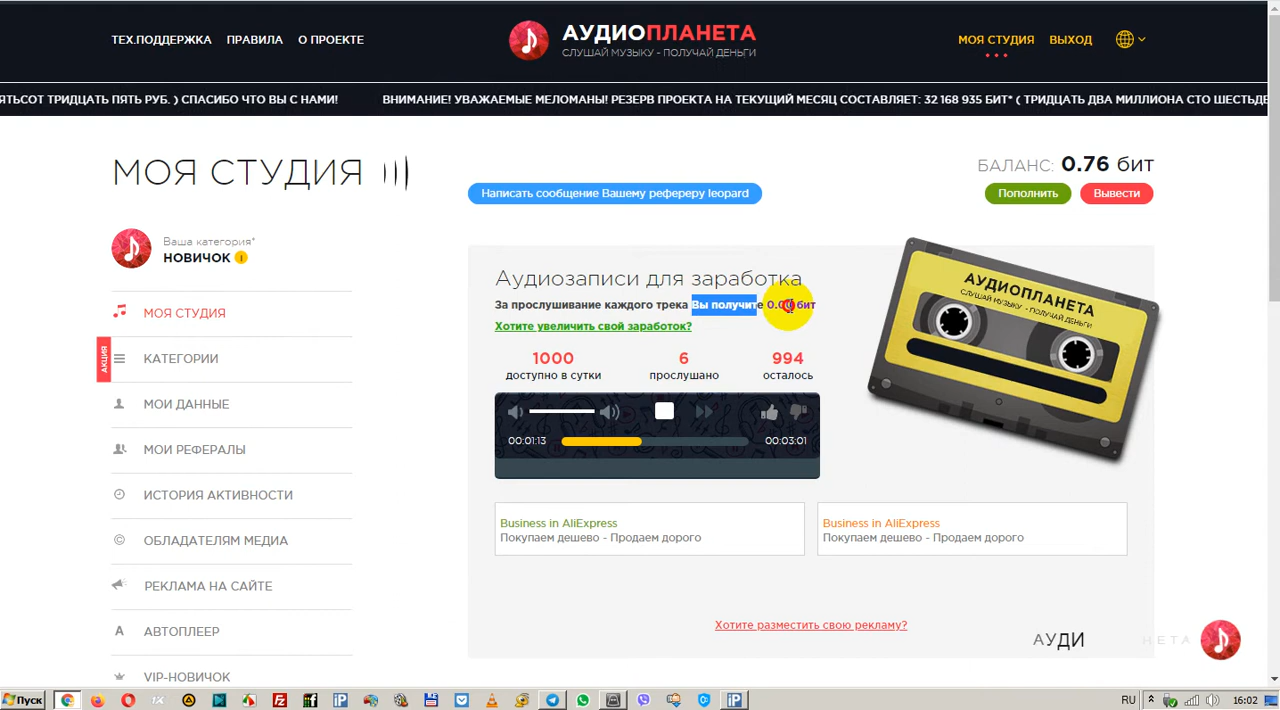 ТЕХ.ПОДДЕРЖКА ПРАВИЛА О ПРОЕКТЕ
АУДИОПЛАНЕТА
СЛУШАЙ МУЗЫКУ - ПОЛУЧАЙ ДЕНЬГИ
МОЯ СТУДИЯ ВЫХОД
ЯТЬСОТ ТРИДЦАТЬ ПЯТЬ РУБ. ) СПАСИБО ЧТО ВЫ С НАМИ! ВНИМАНИЕ! УВАЖАЕМЫЕ МЕЛОМАНЫ! РЕЗЕРВ ПРОЕКТА НА ТЕКУЩИЙ МЕСЯЦ СОСТАВЛЯЕТ: 32 168 935 БИТ* ( ТРИДЦАТЬ ДВА МИЛЛИОНА СТО ШЕСТЬДЕ
МОЯ СТУДИЯ
БАЛАНС: 0.76 бит
Написать сообщение Вашему рефереру leopard
Пополнить Вывести
Ваша категория*
НОВИЧОК
МОЯ СТУДИЯ
АКЦИЯ
КАТЕГОРИИ
МОИ ДАННЫЕ
МОИ РЕФЕРАЛЫ
ИСТОРИЯ АКТИВНОСТИ
ОБЛАДАТЕЛЯМ МЕДИА
РЕКЛАМА НА САЙТЕ
АВТОПЛЕЕР
VIP-НОВИЧОК
Аудиозаписи для заработка
За прослушивание каждого трека Вы получите бит
Хотите увеличить свой заработок?
1000 6 994
доступно в сутки прослушано осталось
00:01:13 00:03:01
АУДИОПЛАНЕТА
СЛУШАЙ МУЗЫКУ - ПОЛУЧАЙ ДЕНЬГИ
Business in AliExpress
Покупаем дешево - Продаем дорого
Business in AliExpress
Покупаем дешево - Продаем дорого
Хотите разместить свою рекламу?
АУДИ НЕТА
Пуск
RU 16:02